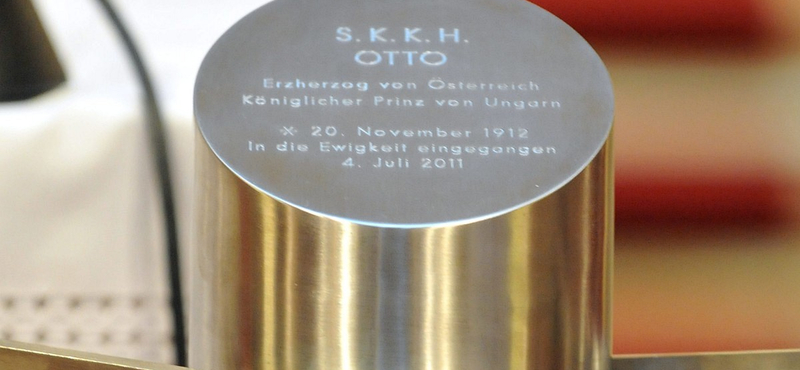 S. K. K. H.
OTTO
Erzherzog von Österreich
Königlicher Prinz von Ungarn
* 20. November 1912
In die Ewigkeit eingegangen
4. Juli 2011